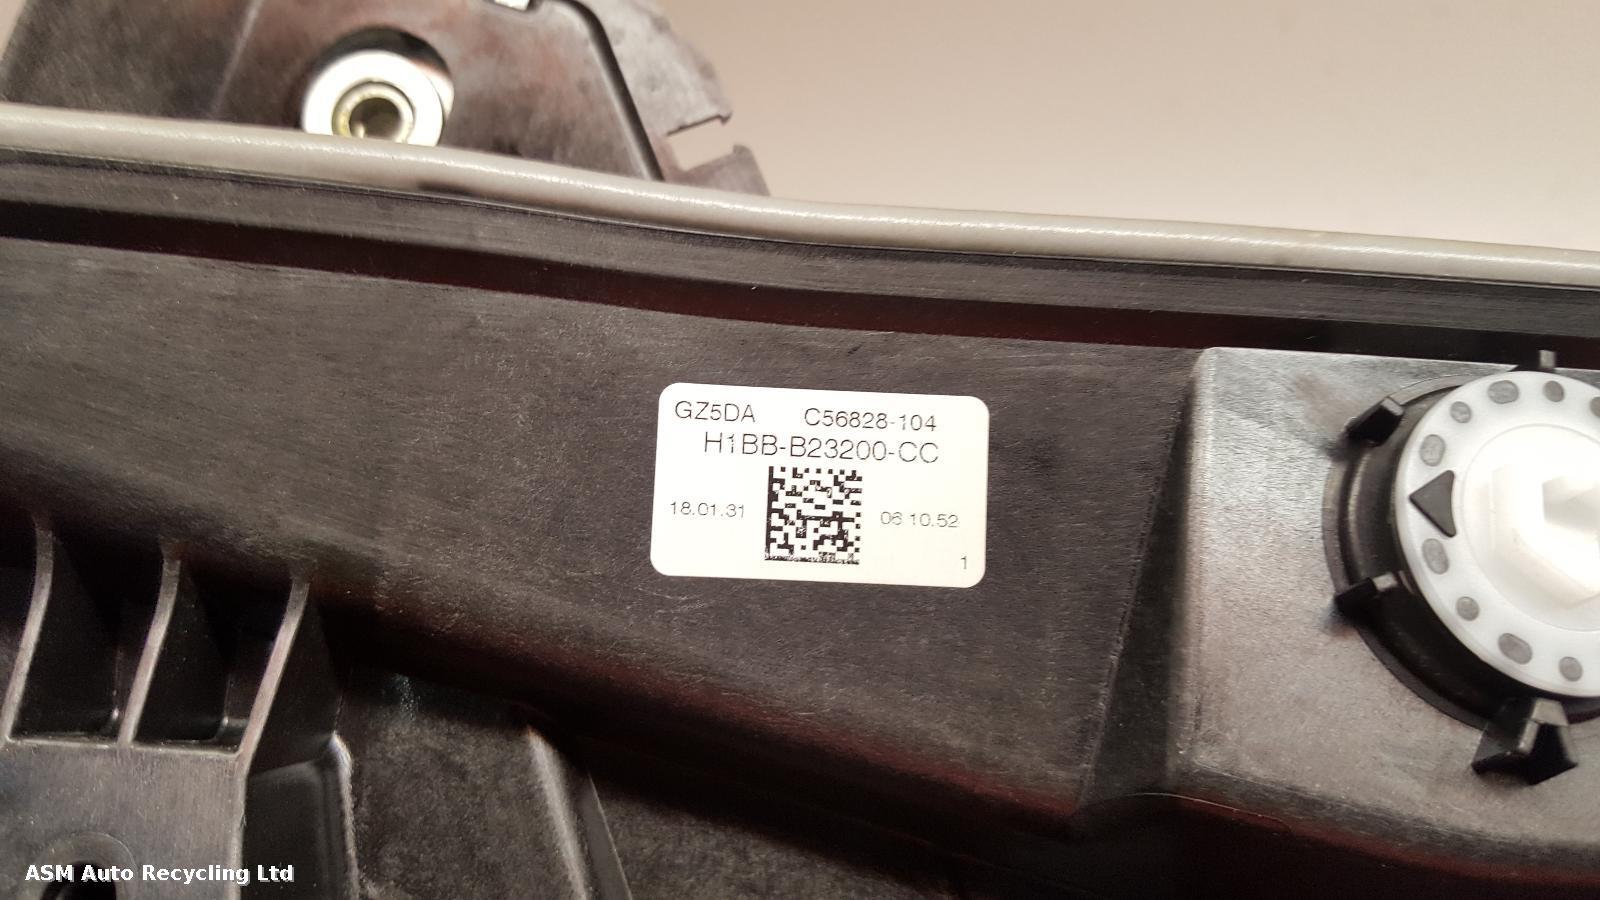 GZ5DA C56828-104
H1BB-B23200-CC
18.01.31 06 10.52
1
ASM Auto Recycling Ltd